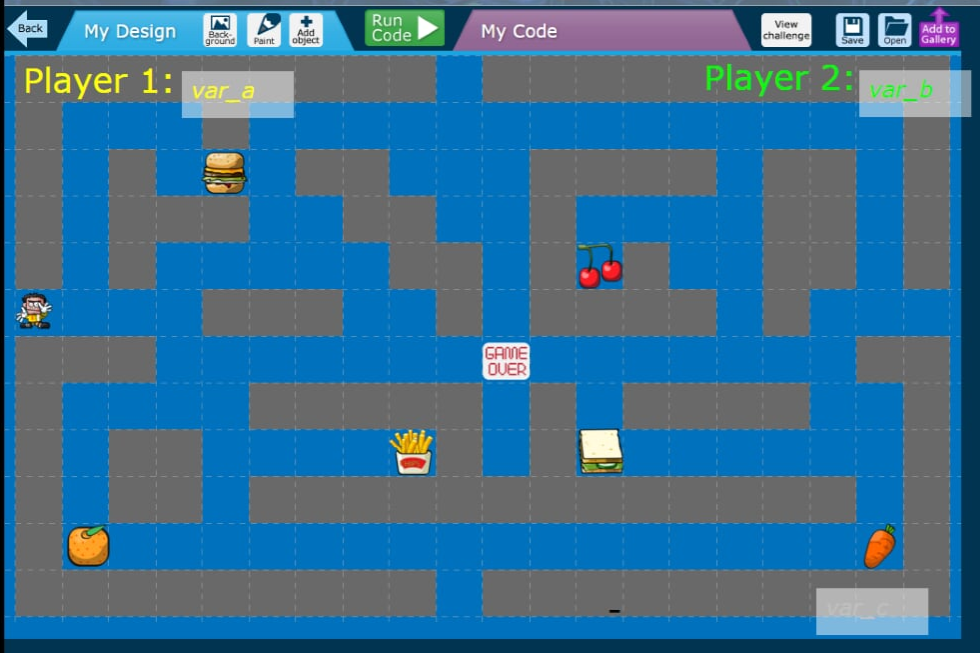 Back
My Design
Back-
ground
Paint
Add
object
Run
Code
My Code
View
challenge
Save
Open
Add to
Gallery
Player 1: var_a
Player 2: var_b
GAME
OVER
var_c